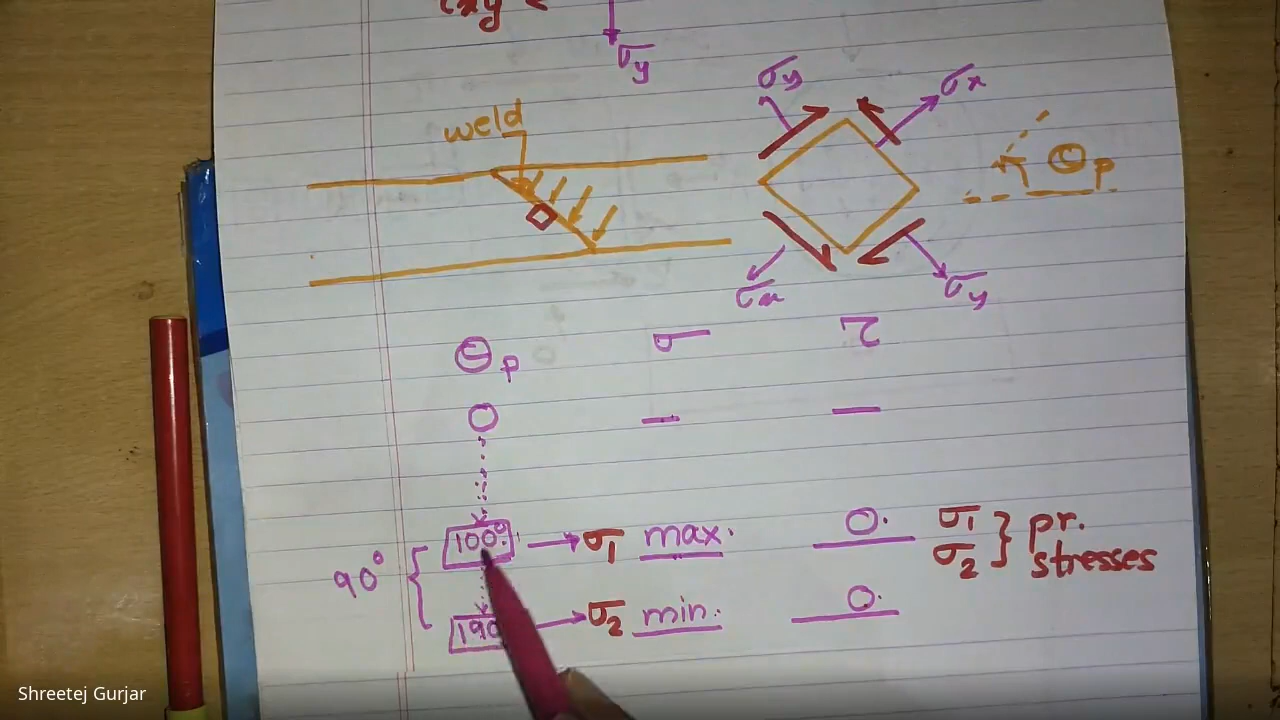 τxy
σy
weld
σy
σx
θp
σx
σy
θp σ τ
0 — —
100° → σ1 max. 0. σ1 } pr.
90° { σ2 stresses
190 → σ2 min. 0.
Shreetej Gurjar